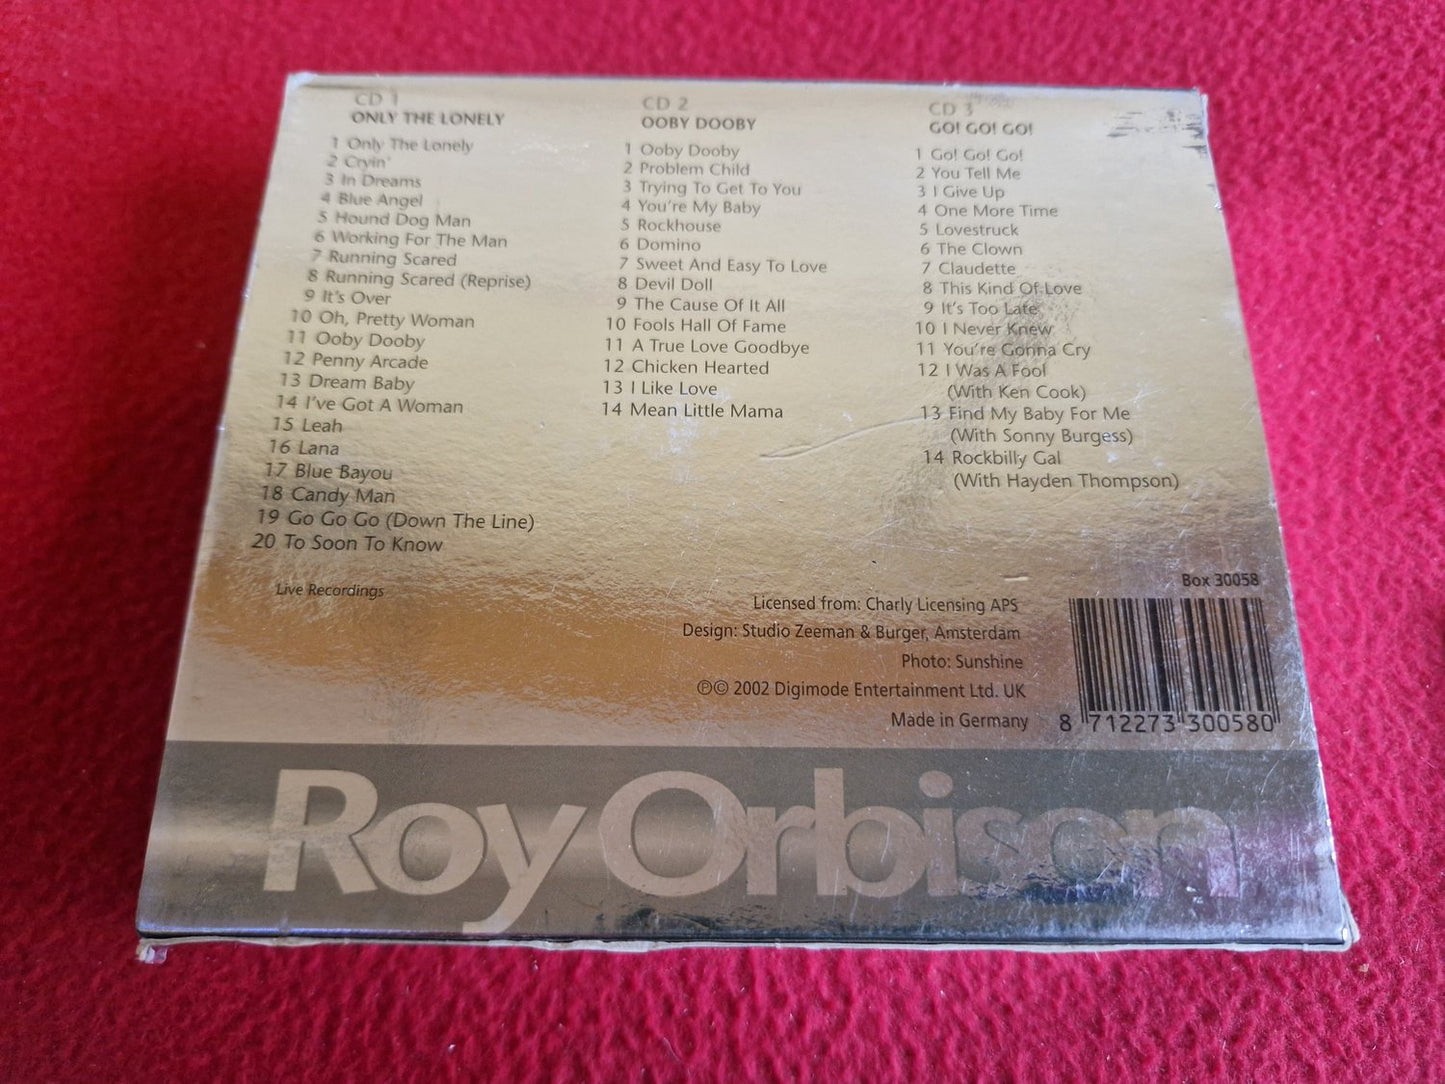 CD 1
ONLY THE LONELY
1 Only The Lonely
2 Cryin'
3 In Dreams
4 Blue Angel
5 Hound Dog Man
6 Working For The Man
7 Running Scared
8 Running Scared (Reprise)
9 It's Over
10 Oh, Pretty Woman
11 Ooby Dooby
12 Penny Arcade
13 Dream Baby
14 I've Got A Woman
15 Leah
16 Lana
17 Blue Bayou
18 Candy Man
19 Go Go Go (Down The Line)
20 To Soon To Know
Live Recordings
CD 2
OOBY DOOBY
1 Ooby Dooby
2 Problem Child
3 Trying To Get To You
4 You're My Baby
5 Rockhouse
6 Domino
7 Sweet And Easy To Love
8 Devil Doll
9 The Cause Of It All
10 Fools Hall Of Fame
11 A True Love Goodbye
12 Chicken Hearted
13 I Like Love
14 Mean Little Mama
CD 3
GO! GO! GO!
1 Go! Go! Go!
2 You Tell Me
3 I Give Up
4 One More Time
5 Lovestruck
6 The Clown
7 Claudette
8 This Kind Of Love
9 It's Too Late
10 I Never Knew
11 You're Gonna Cry
12 I Was A Fool
(With Ken Cook)
13 Find My Baby For Me
(With Sonny Burgess)
14 Rockbilly Gal
(With Hayden Thompson)
Box 30058
Licensed from: Charly Licensing APS
Design: Studio Zeeman & Burger, Amsterdam
Photo: Sunshine
℗© 2002 Digimode Entertainment Ltd. UK
Made in Germany
8 712273 300580
Roy Orbison